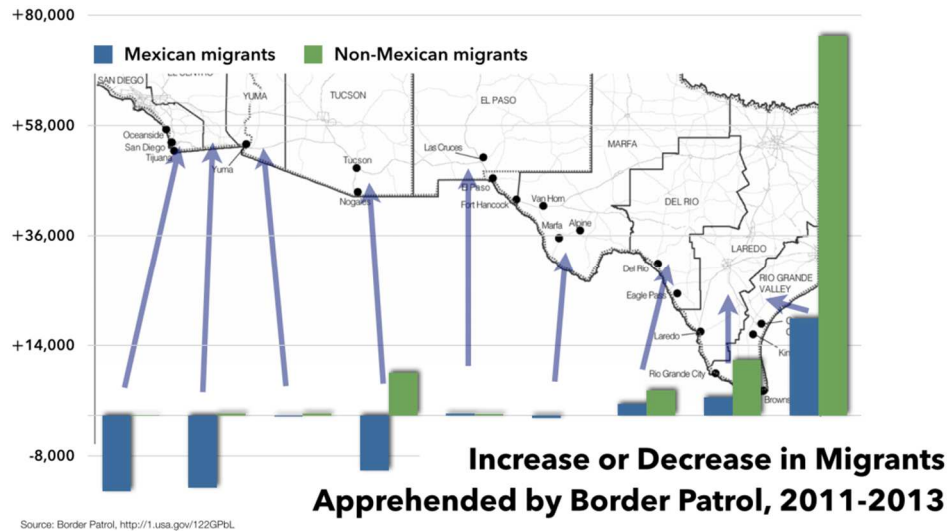 +80,000
Mexican migrants
Non-Mexican migrants
SAN DIEGO
EL CENTRO
YUMA
TUCSON
EL PASO
+58,000
Oceanside
San Diego
Tijuana
Yuma
Las Cruces
MARFA
Tucson
Nogales
El Paso
Fort Hancock
Van Horn
DEL RIO
Marfa
Alpine
+36,000
LAREDO
Del Rio
RIO GRANDE
VALLEY
Eagle Pass
+14,000
Laredo
Rio Grande City
-8,000
Increase or Decrease in Migrants
Apprehended by Border Patrol, 2011-2013
Source: Border Patrol, http://1.usa.gov/122GPbL